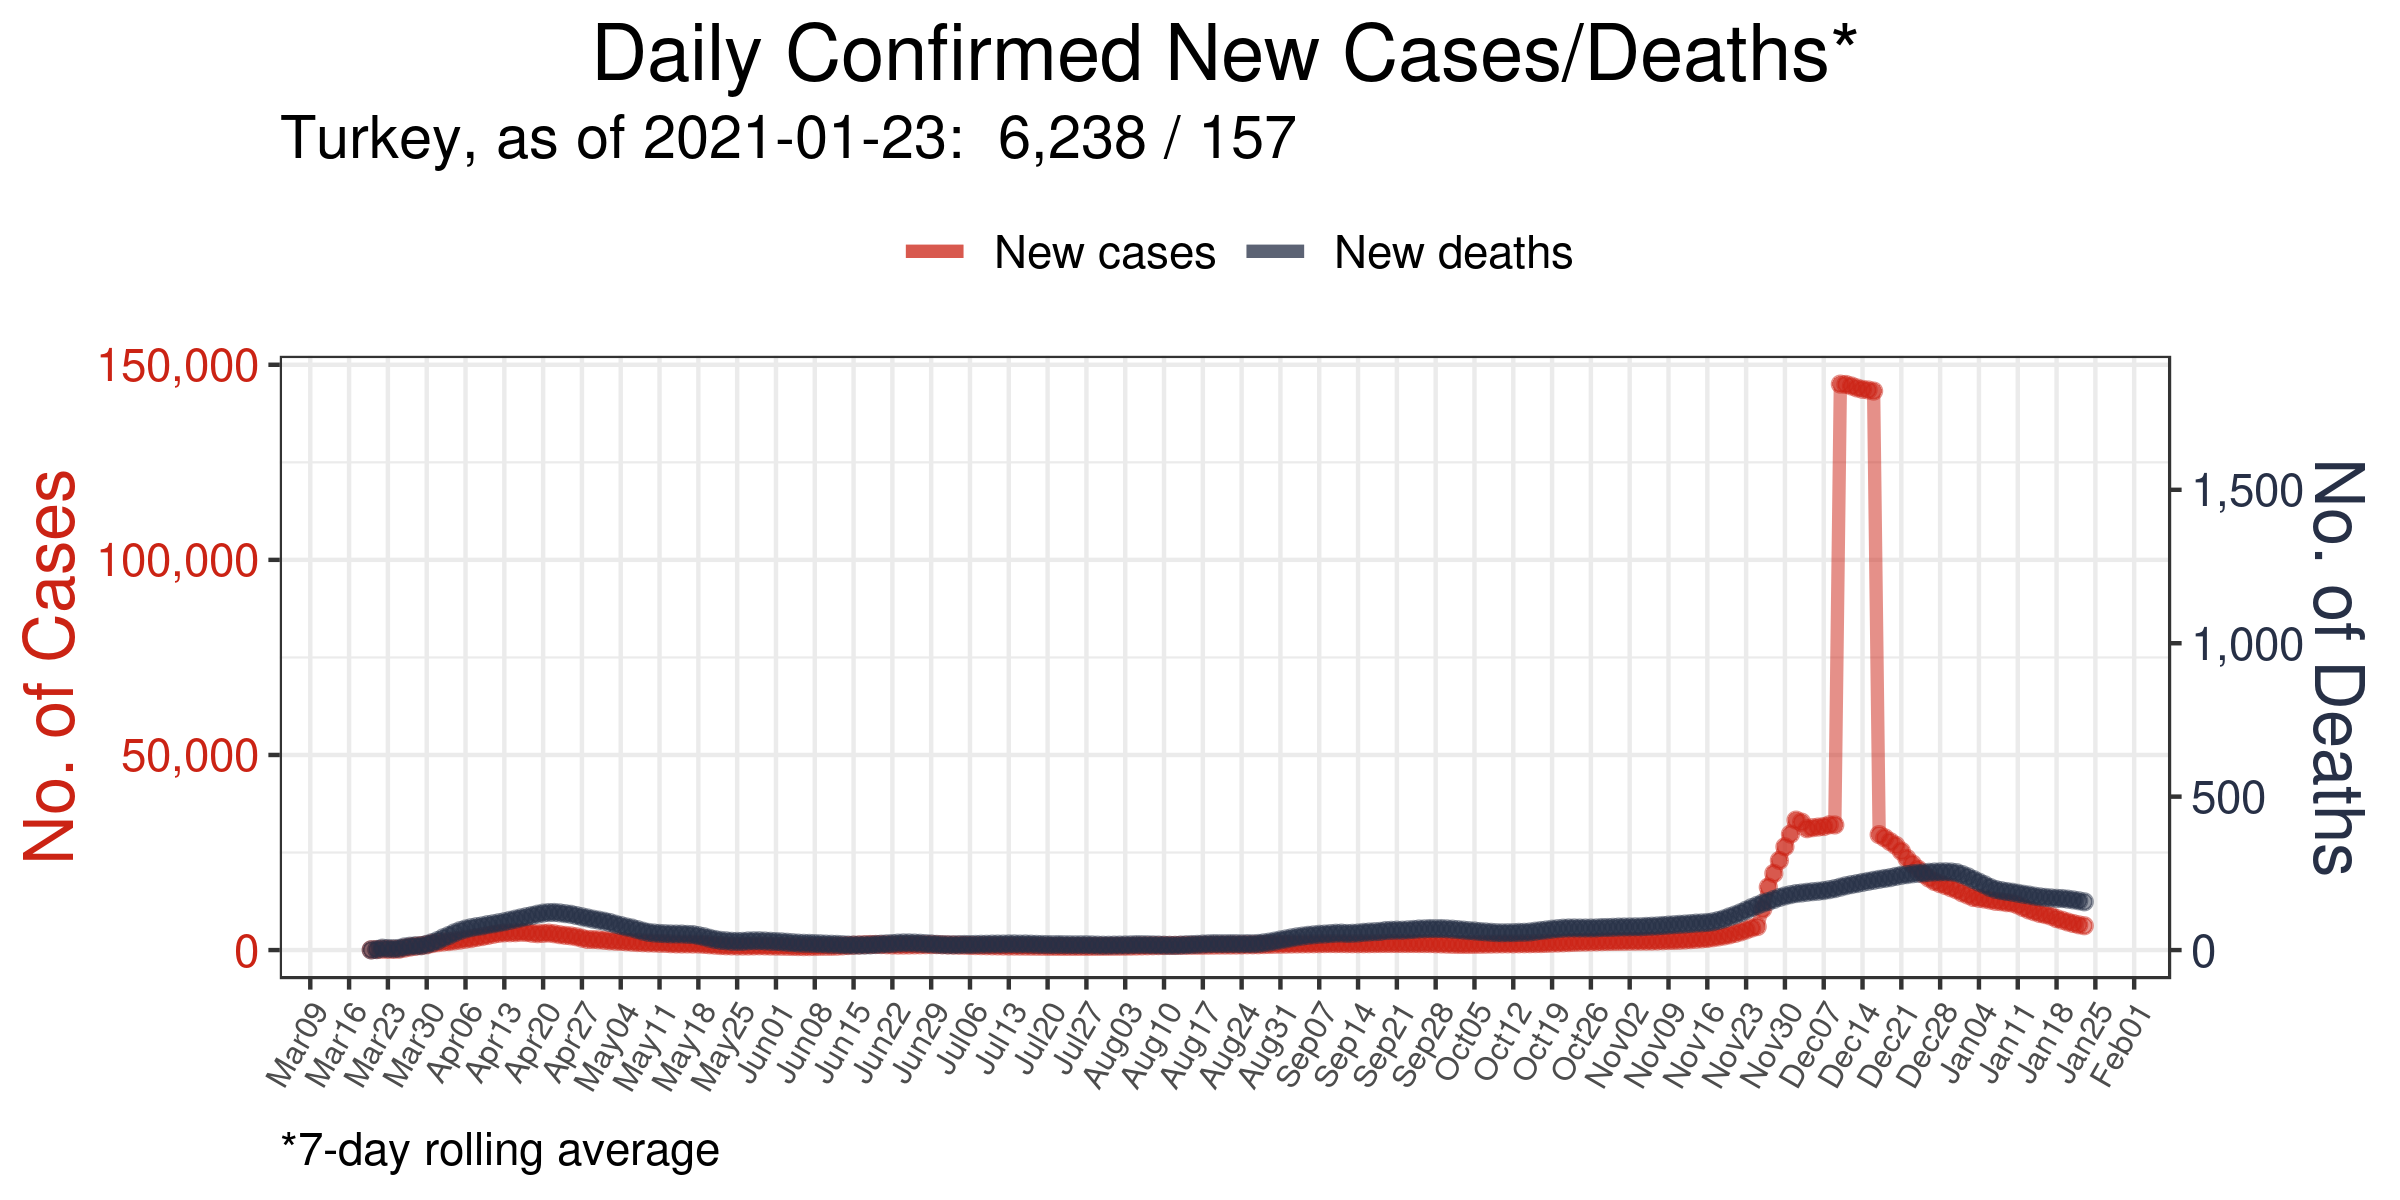 Daily Confirmed New Cases/Deaths*
Turkey, as of 2021-01-23:  6,238 / 157
New cases
New deaths
No. of Cases
150,000
100,000
50,000
0
1,500
1,000
500
0
No. of Deaths
Mar09
Mar16
Mar23
Mar30
Apr06
Apr13
Apr20
Apr27
May04
May11
May18
May25
Jun01
Jun08
Jun15
Jun22
Jun29
Jul06
Jul13
Jul20
Jul27
Aug03
Aug10
Aug17
Aug24
Aug31
Sep07
Sep14
Sep21
Sep28
Oct05
Oct12
Oct19
Oct26
Nov02
Nov09
Nov16
Nov23
Nov30
Dec07
Dec14
Dec21
Dec28
Jan04
Jan11
Jan18
Jan25
Feb01
*7-day rolling average